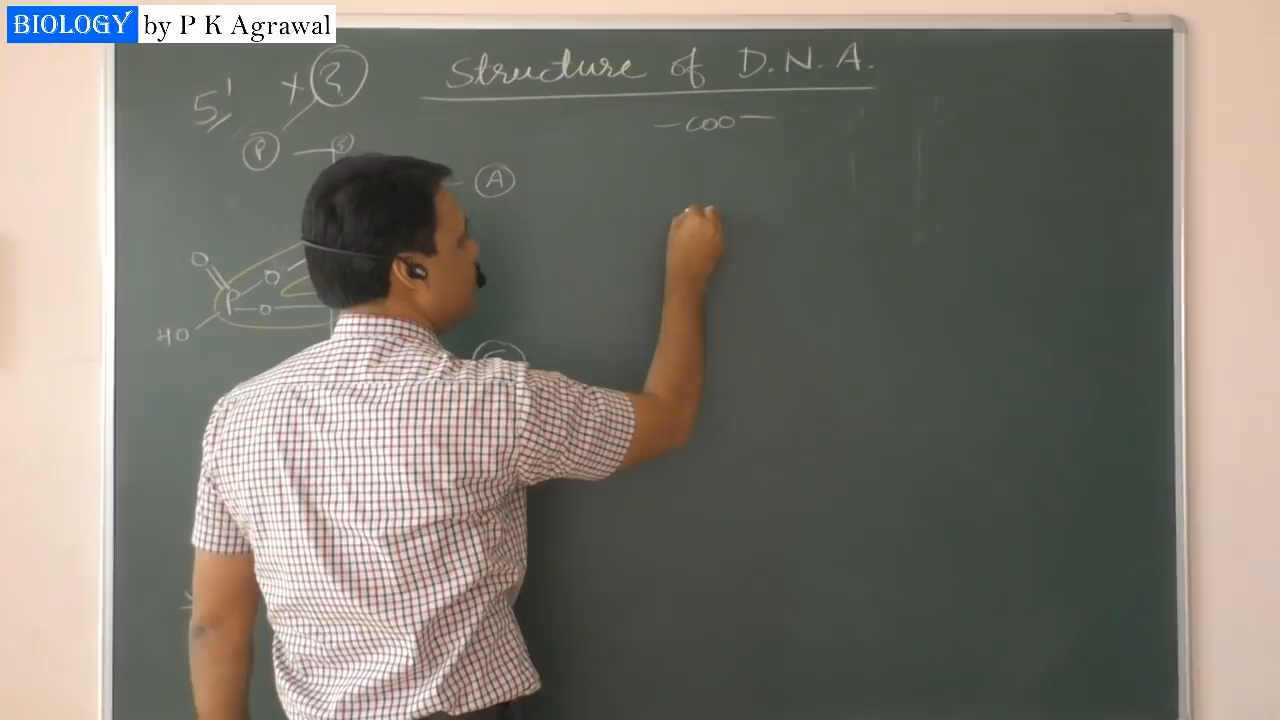 BIOLOGY by P K Agrawal
Structure of D.N.A.
5'
P
A
-COO-
O
O
P-O-
HO